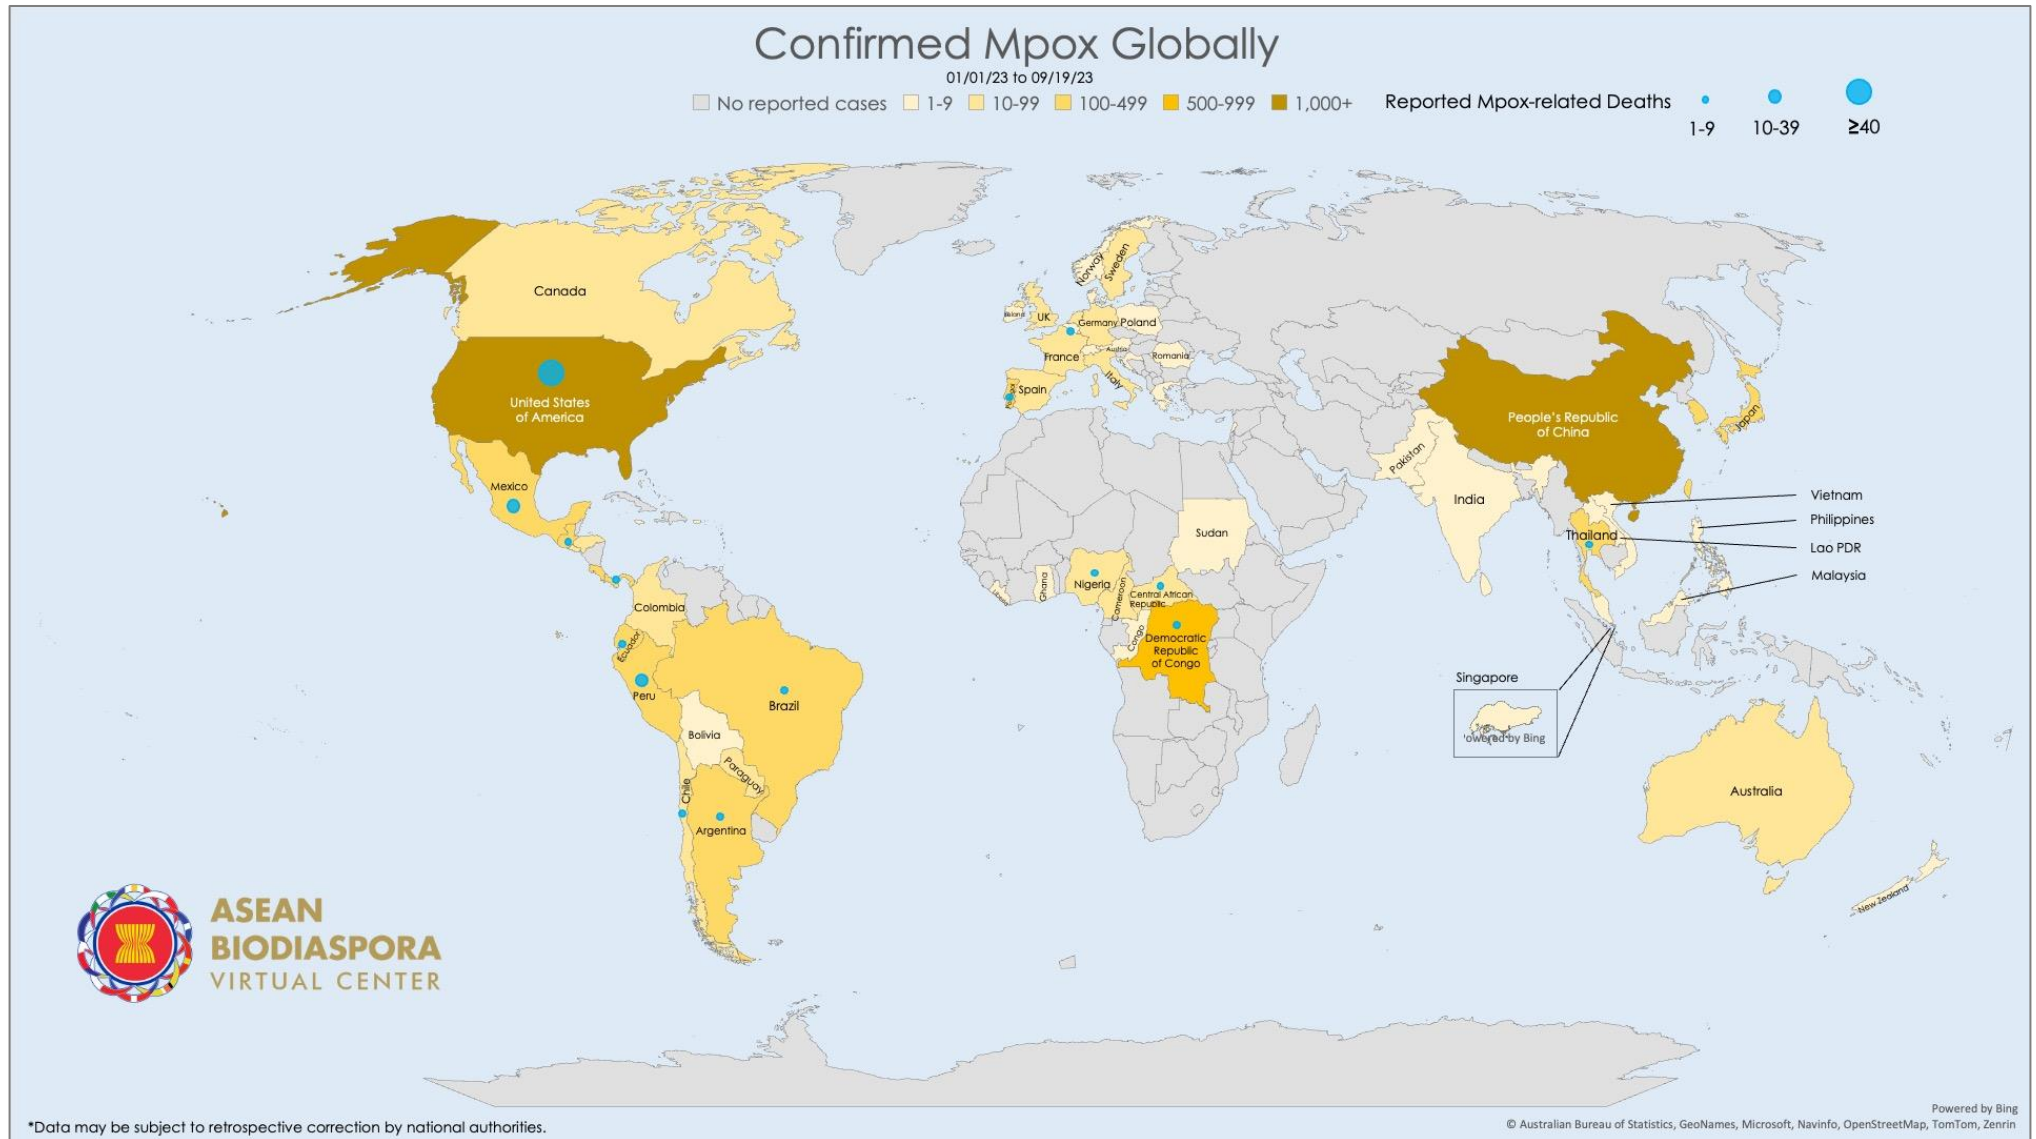 Confirmed Mpox Globally
01/01/23 to 09/19/23
No reported cases
1-9
10-99
100-499
500-999
1,000+
Reported Mpox-related Deaths
1-9
10-39
≥40
Canada
United States
of America
Mexico
Colombia
Ecuador
Peru
Brazil
Bolivia
Paraguay
Chile
Argentina
Norway
Sweden
UK
Germany
Poland
France
Austria
Romania
Spain
Italy
Sudan
Liberia
Ghana
Nigeria
Cameroon
Central African
Republic
Congo
Democratic
Republic
of Congo
Pakistan
India
People's Republic
of China
Japan
Thailand
Vietnam
Philippines
Lao PDR
Malaysia
Singapore
owered by Bing
Australia
New Zealand
ASEAN
BIODIASPORA
VIRTUAL CENTER
*Data may be subject to retrospective correction by national authorities.
Powered by Bing
© Australian Bureau of Statistics, GeoNames, Microsoft, Navinfo, OpenStreetMap, TomTom, Zenrin